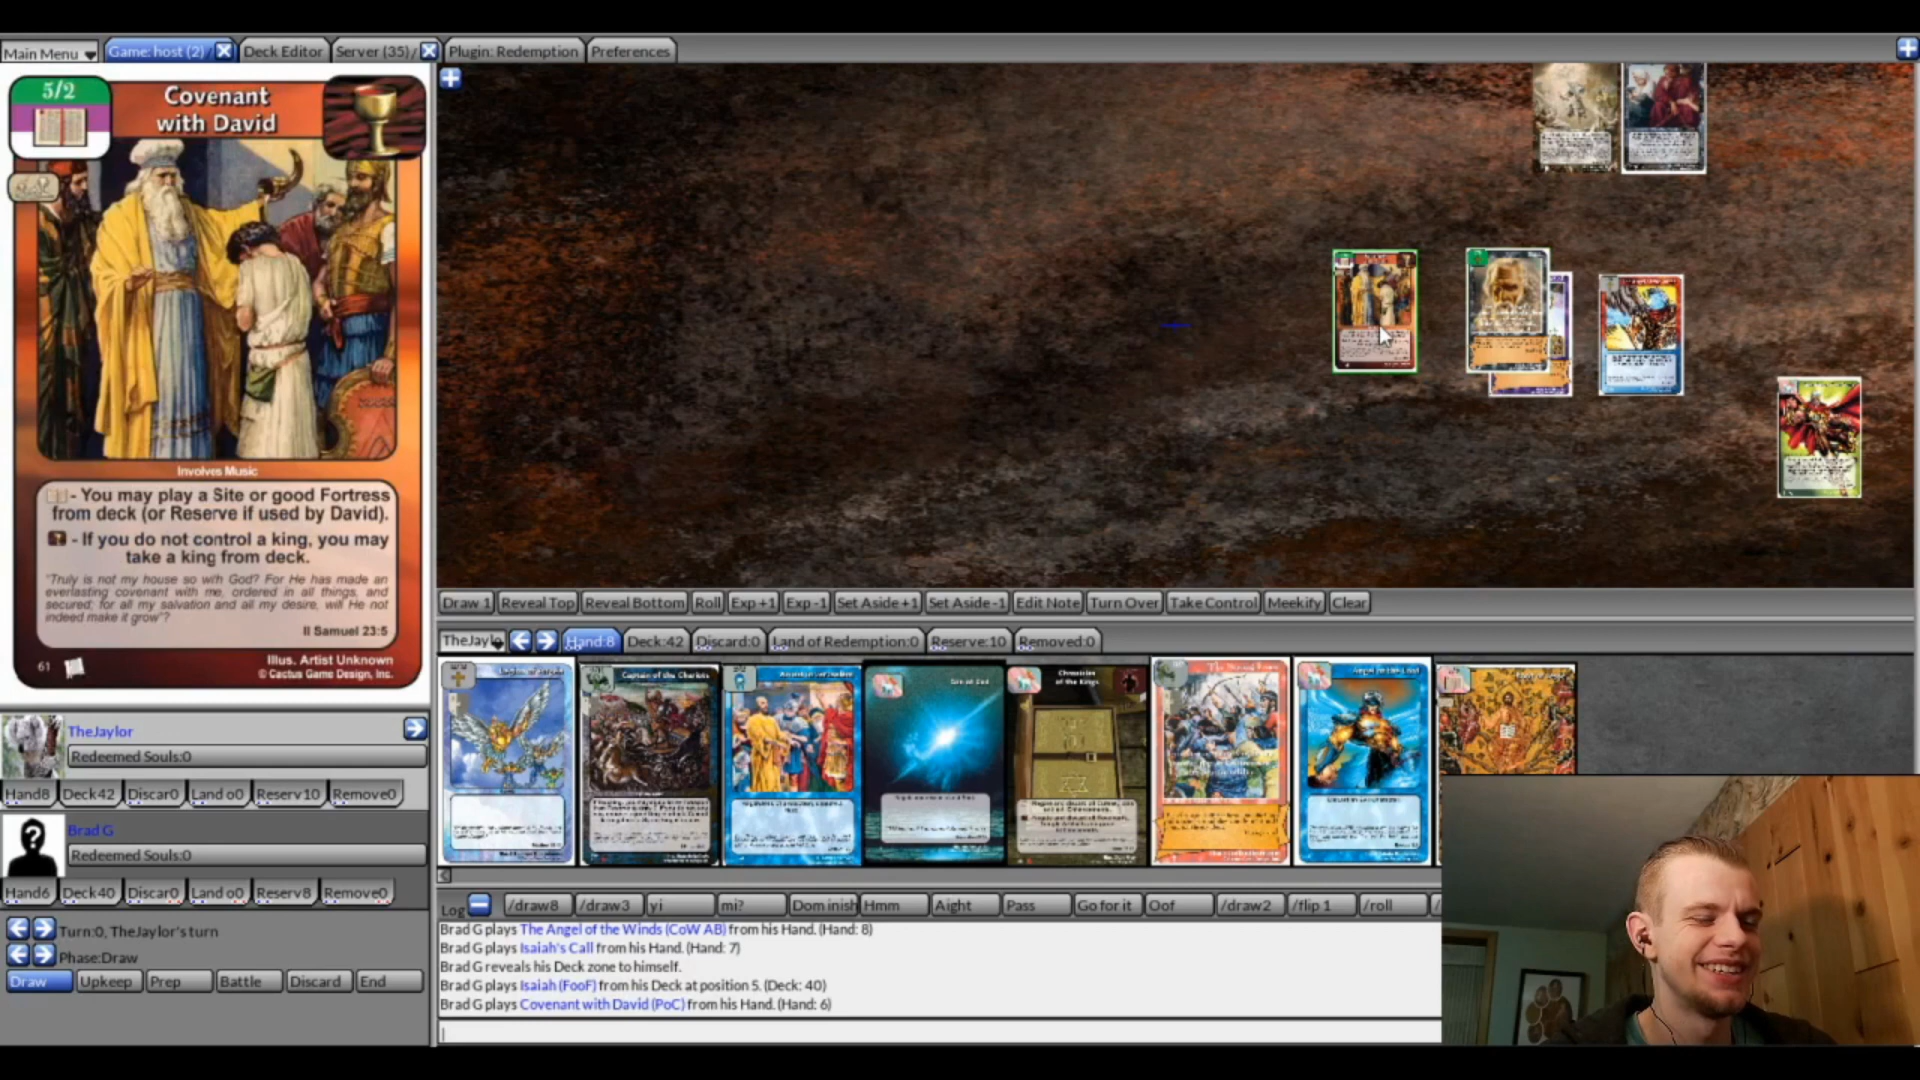 Main Menu
Game: host (2)
Deck Editor
Server (35)/
Plugin: Redemption
Preferences
5/2
Covenant
with David
Involves Music
- You may play a Site or good Fortress
from deck (or Reserve if used by David).
- If you do not control a king, you may
take a king from deck.
"Truly is not my house so with God? For He has made an
everlasting covenant with me, ordered in all things, and
secured; for all my salvation and all my desire, will He not
indeed make it grow"?
II Samuel 23:5
61
Illus. Artist Unknown
© Cactus Game Design, Inc.
Draw 1
Reveal Top
Reveal Bottom
Roll
Exp +1
Exp -1
Set Aside +1
Set Aside -1
Edit Note
Turn Over
Take Control
Meekify
Clear
TheJaylo
Hand:8
Deck:42
Discard:0
Land of Redemption:0
Reserve:10
Removed:0
Captain of the Chariots
Son of God
Chronicles
of the Kings
Angel of the Lord
TheJaylor
Redeemed Souls:0
Hand8
Deck42
Discar0
Land o0
Reserv10
Remove0
Brad G
Redeemed Souls:0
Hand6
Deck40
Discar0
Land o0
Reserv8
Remove0
Turn:0, TheJaylor's turn
Phase:Draw
Draw
Upkeep
Prep
Battle
Discard
End
Log
/draw8
/draw3
yi
mi?
Dominish
Hmm
Aight
Pass
Go for it
Oof
/draw2
/flip 1
/roll
Brad G plays The Angel of the Winds (CoW AB) from his Hand. (Hand: 8)
Brad G plays Isaiah's Call from his Hand. (Hand: 7)
Brad G reveals his Deck zone to himself.
Brad G plays Isaiah (FooF) from his Deck at position 5. (Deck: 40)
Brad G plays Covenant with David (PoC) from his Hand. (Hand: 6)